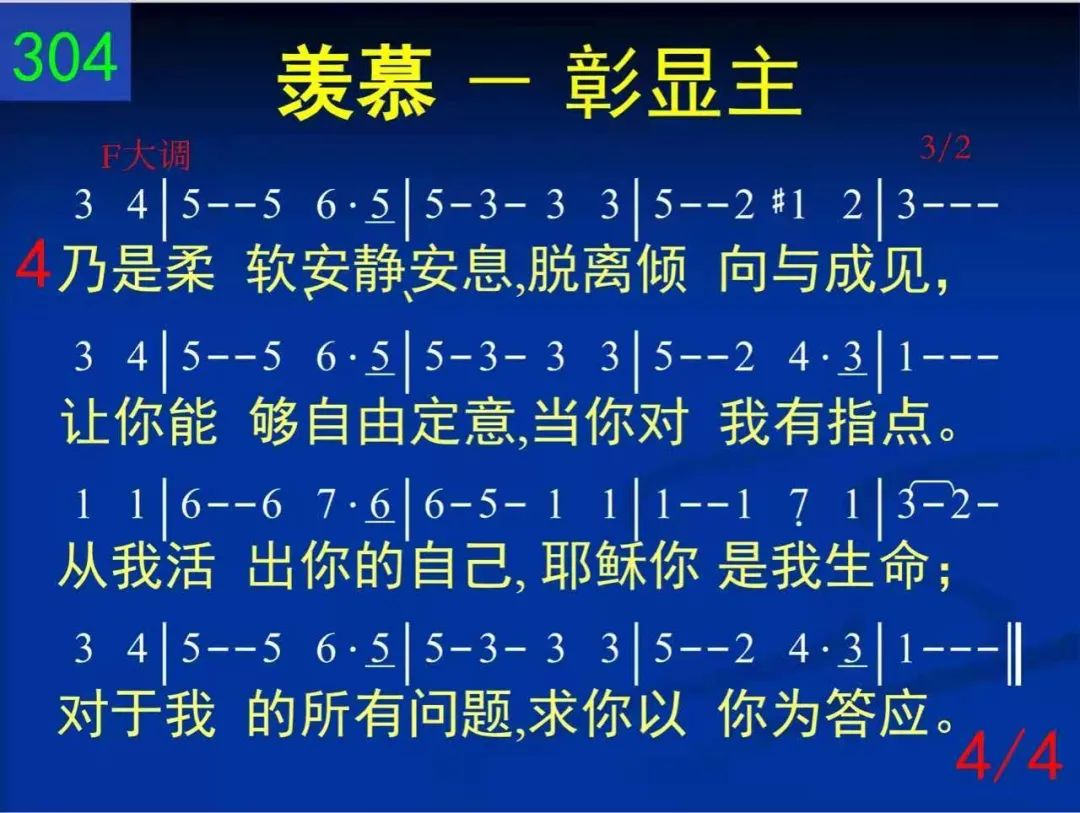 304
羡慕 — 彰显主
F大调 3/2
3 4|5--5 6·5|5-3- 3 3|5--2 #1 2|3---
4 乃是柔 软、安静、安息,脱离倾 向与成见，
3 4|5--5 6·5|5-3- 3 3|5--2 4·3|1---
让你能 够自由定意,当你对 我有指点。
1 1|6--6 7·6|6-5- 1 1|1--1 7̣ 1|3-2-
从我活 出你的自己, 耶稣你 是我生命；
3 4|5--5 6·5|5-3- 3 3|5--2 4·3|1---‖
对于我 的所有问题,求你以 你为答应。
4/4